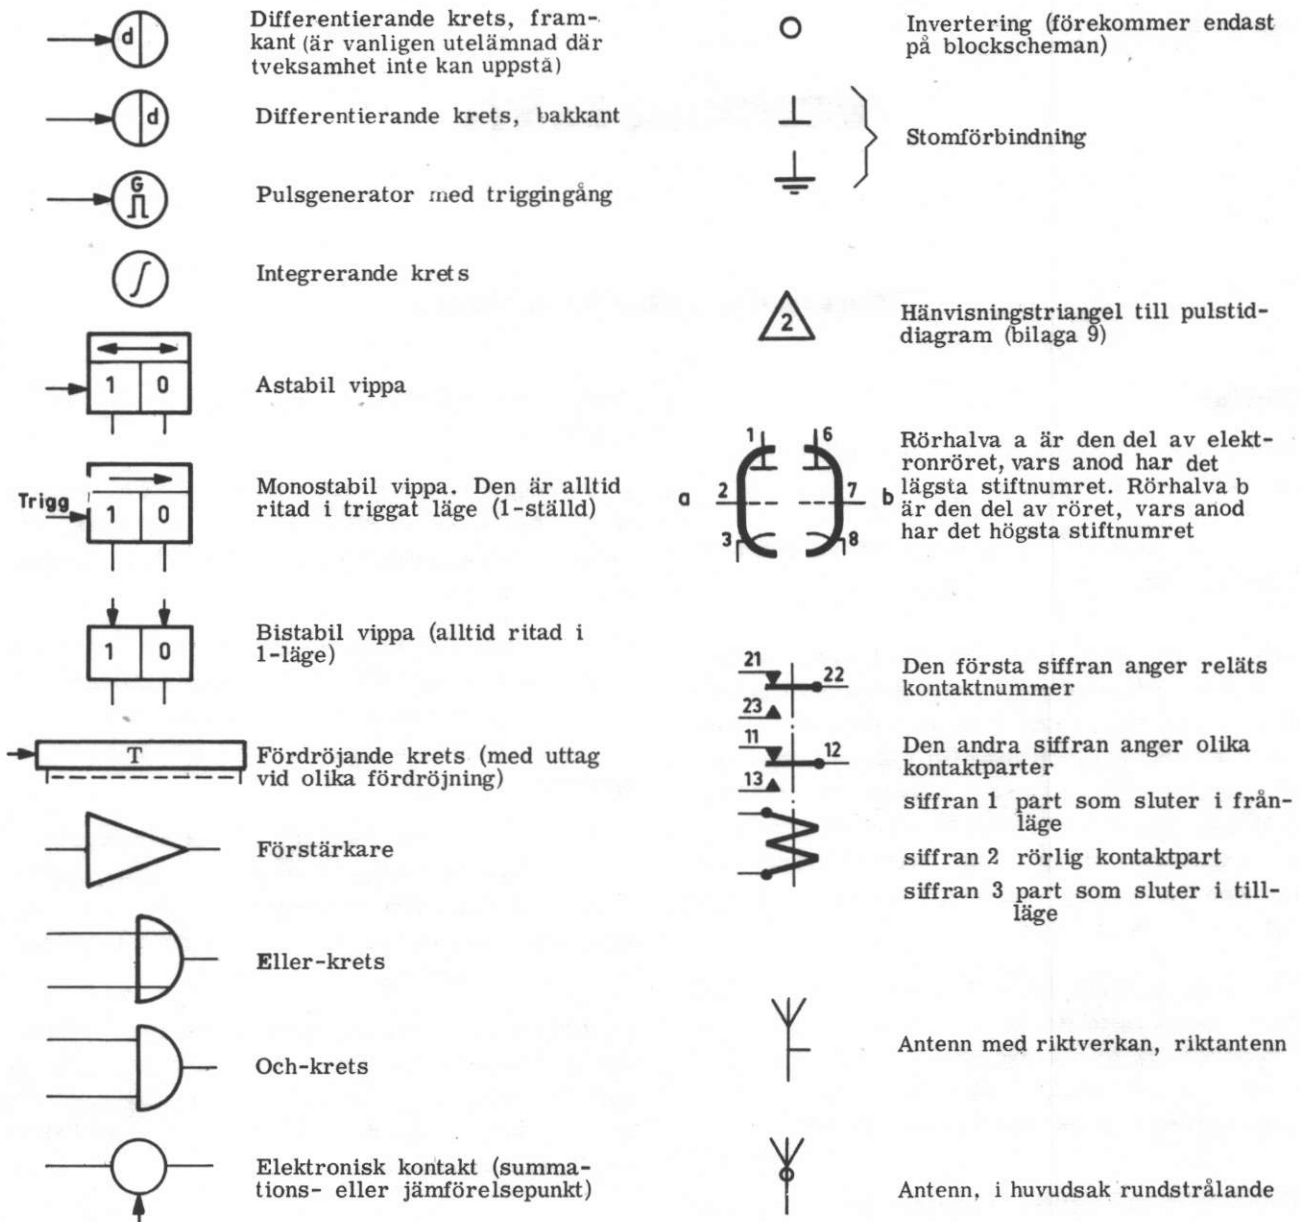 d
Differentierande krets, fram-
kant (är vanligen utelämnad där
tveksamhet inte kan uppstå)
d
Differentierande krets, bakkant
G
Pulsgenerator med triggingång
∫
Integrerande krets
1 0
Astabil vippa
Trigg
1 0
Monostabil vippa. Den är alltid
ritad i triggat läge (1-ställd)
1 0
Bistabil vippa (alltid ritad i
1-läge)
T
Fördröjande krets (med uttag
vid olika fördröjning)
Förstärkare
Eller-krets
Och-krets
Elektronisk kontakt (summa-
tions- eller jämförelsepunkt)
Invertering (förekommer endast
på blockscheman)
Stomförbindning
2
Hänvisningstriangel till pulstid-
diagram (bilaga 9)
1 6
a 2 7 b
3 8
Rörhalva a är den del av elekt-
ronröret, vars anod har det
lägsta stiftnumret. Rörhalva b
är den del av röret, vars anod
har det högsta stiftnumret
21
22
23
11
12
13
Den första siffran anger reläts
kontaktnummer
Den andra siffran anger olika
kontaktparter
siffran 1 part som sluter i från-
läge
siffran 2 rörlig kontaktpart
siffran 3 part som sluter i till-
läge
Antenn med riktverkan, riktantenn
Antenn, i huvudsak rundstrålande